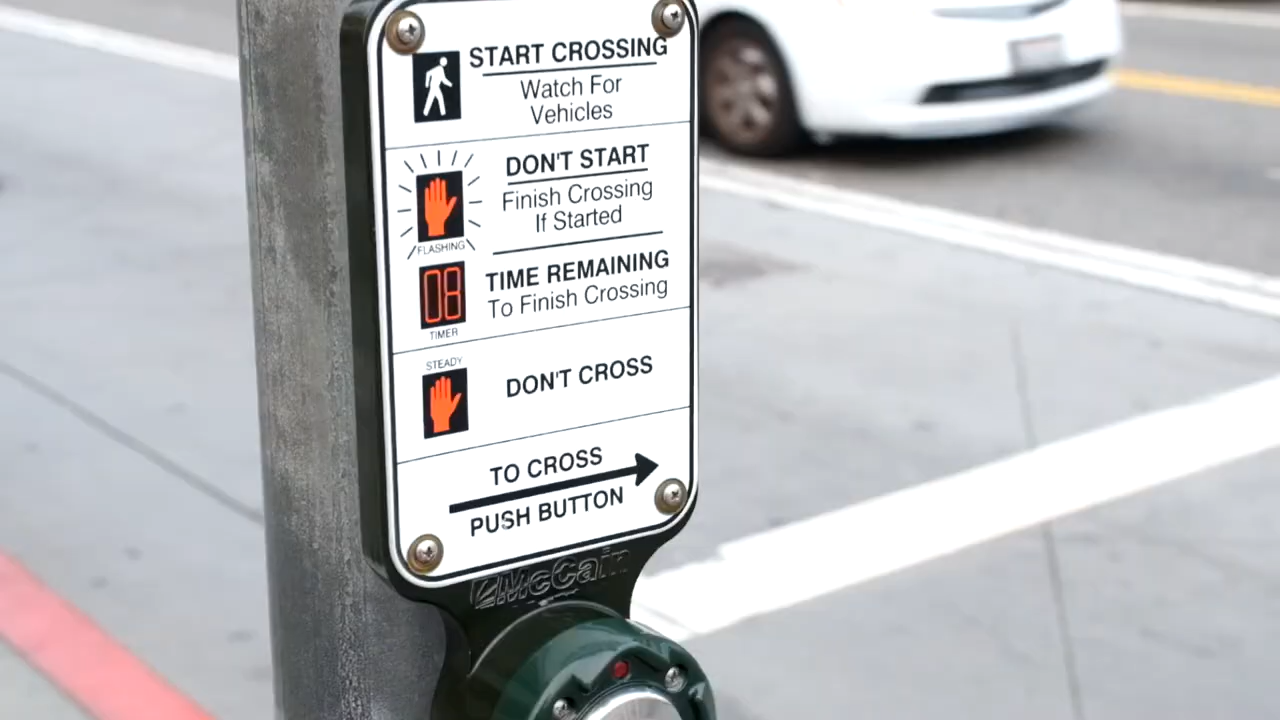 START CROSSING
Watch For
Vehicles
DON'T START
Finish Crossing
If Started
FLASHING
TIME REMAINING
To Finish Crossing
08
TIMER
STEADY
DON'T CROSS
TO CROSS
PUSH BUTTON
McCain